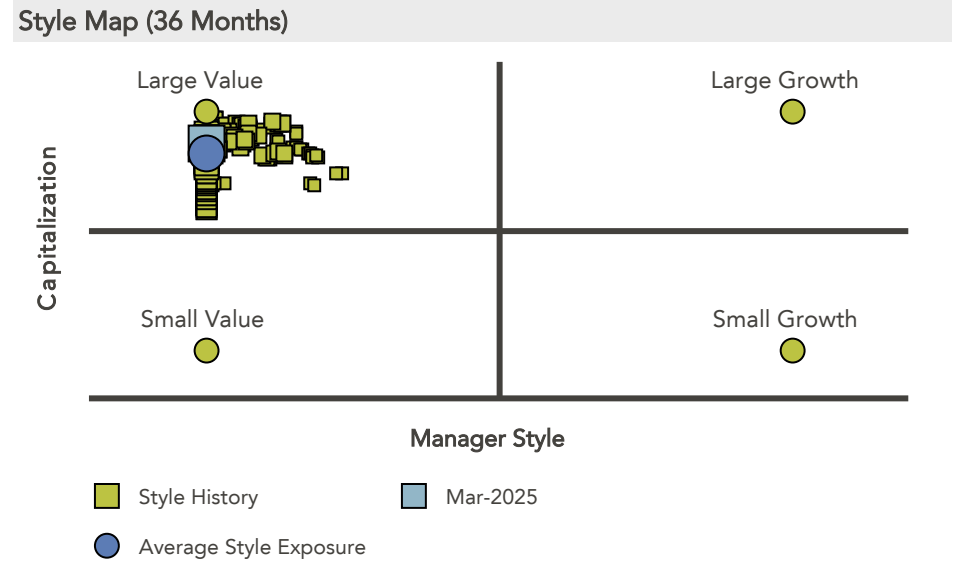 Style Map (36 Months)
Large Value
Large Growth
Capitalization
Small Value
Small Growth
Manager Style
Style History
Mar-2025
Average Style Exposure